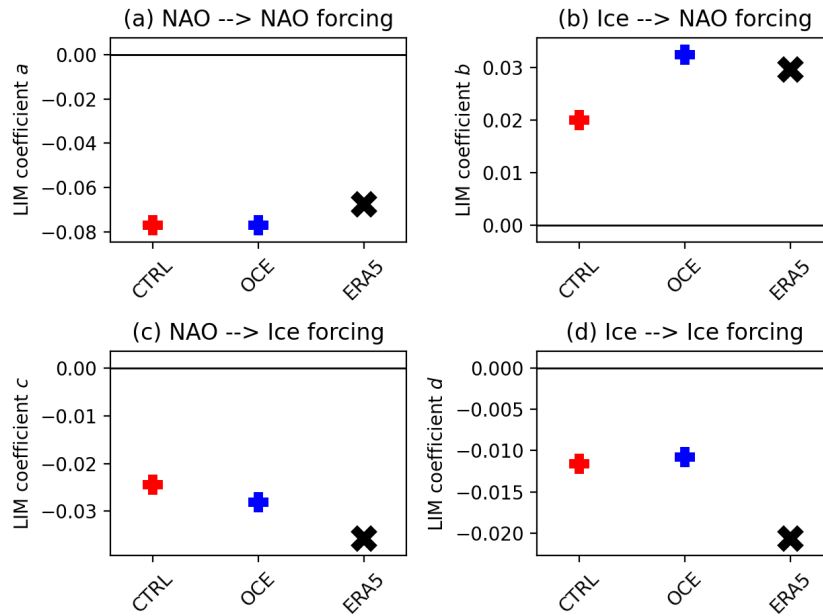 (a) NAO --> NAO forcing
LIM coefficient a
0.00
−0.02
−0.04
−0.06
−0.08
CTRL
OCE
ERA5
(b) Ice --> NAO forcing
LIM coefficient b
0.03
0.02
0.01
0.00
CTRL
OCE
ERA5
(c) NAO --> Ice forcing
LIM coefficient c
0.00
−0.01
−0.02
−0.03
CTRL
OCE
ERA5
(d) Ice --> Ice forcing
LIM coefficient d
0.000
−0.005
−0.010
−0.015
−0.020
CTRL
OCE
ERA5